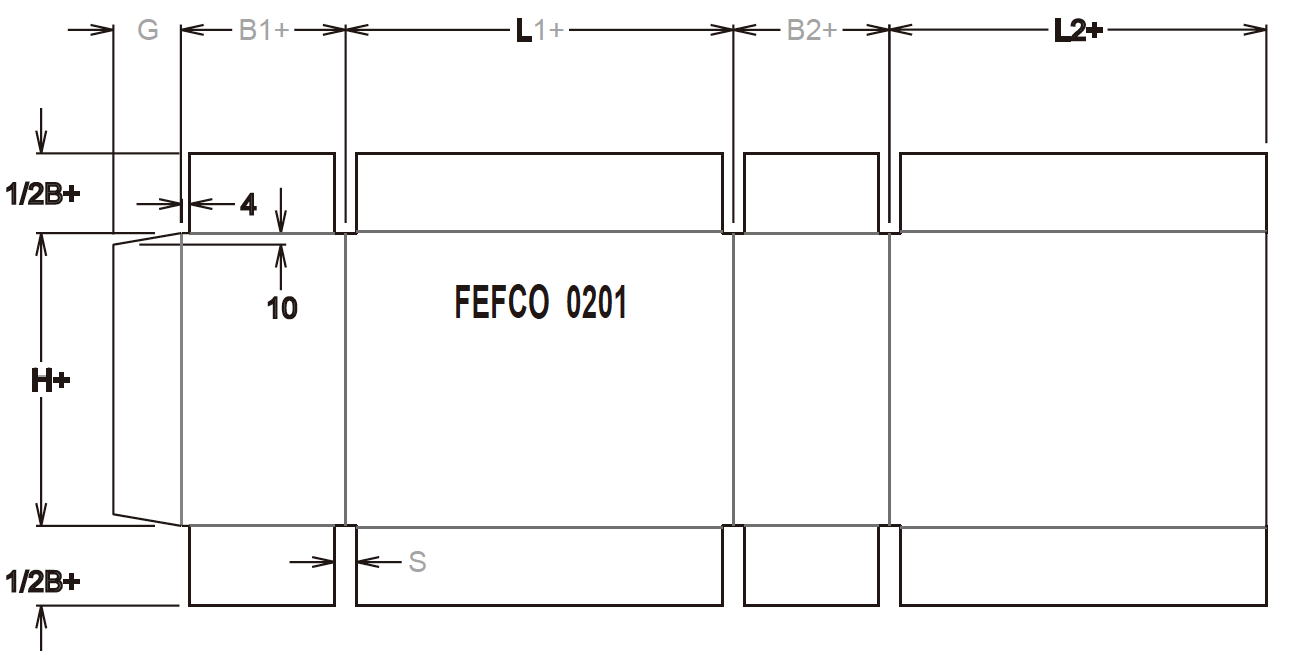 G B1+ L1+ B2+ L2+
1/2B+
4
10
FEFCO 0201
H+
S
1/2B+